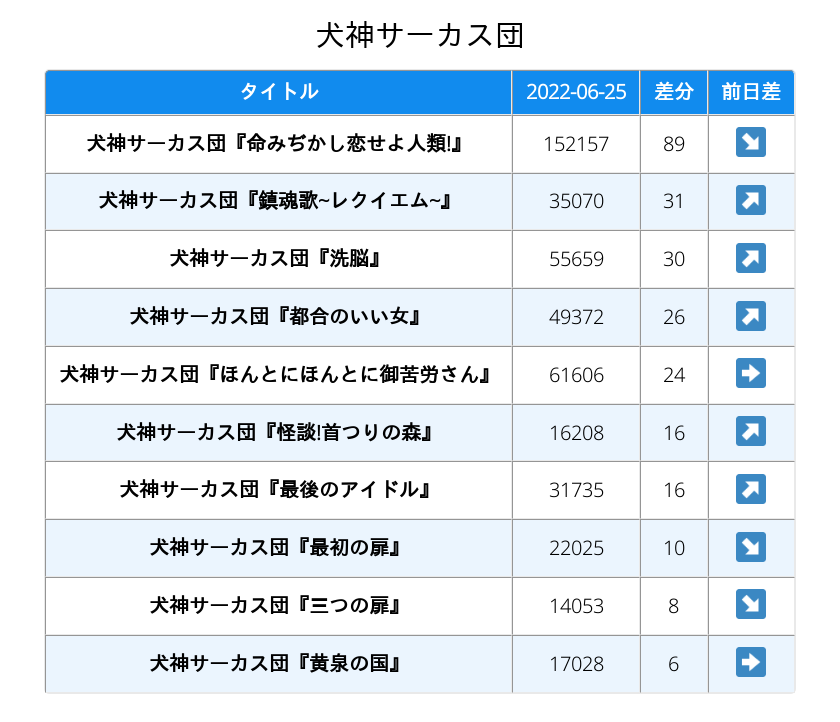 犬神サーカス団
タイトル 2022-06-25 差分 前日差
犬神サーカス団『命みぢかし恋せよ人類!』 152157 89 ↘
犬神サーカス団『鎮魂歌~レクイエム~』 35070 31 ↗
犬神サーカス団『洗脳』 55659 30 ↗
犬神サーカス団『都合のいい女』 49372 26 ↗
犬神サーカス団『ほんとにほんとに御苦労さん』 61606 24 ➡
犬神サーカス団『怪談!首つりの森』 16208 16 ↗
犬神サーカス団『最後のアイドル』 31735 16 ↗
犬神サーカス団『最初の扉』 22025 10 ↘
犬神サーカス団『三つの扉』 14053 8 ↘
犬神サーカス団『黄泉の国』 17028 6 ➡